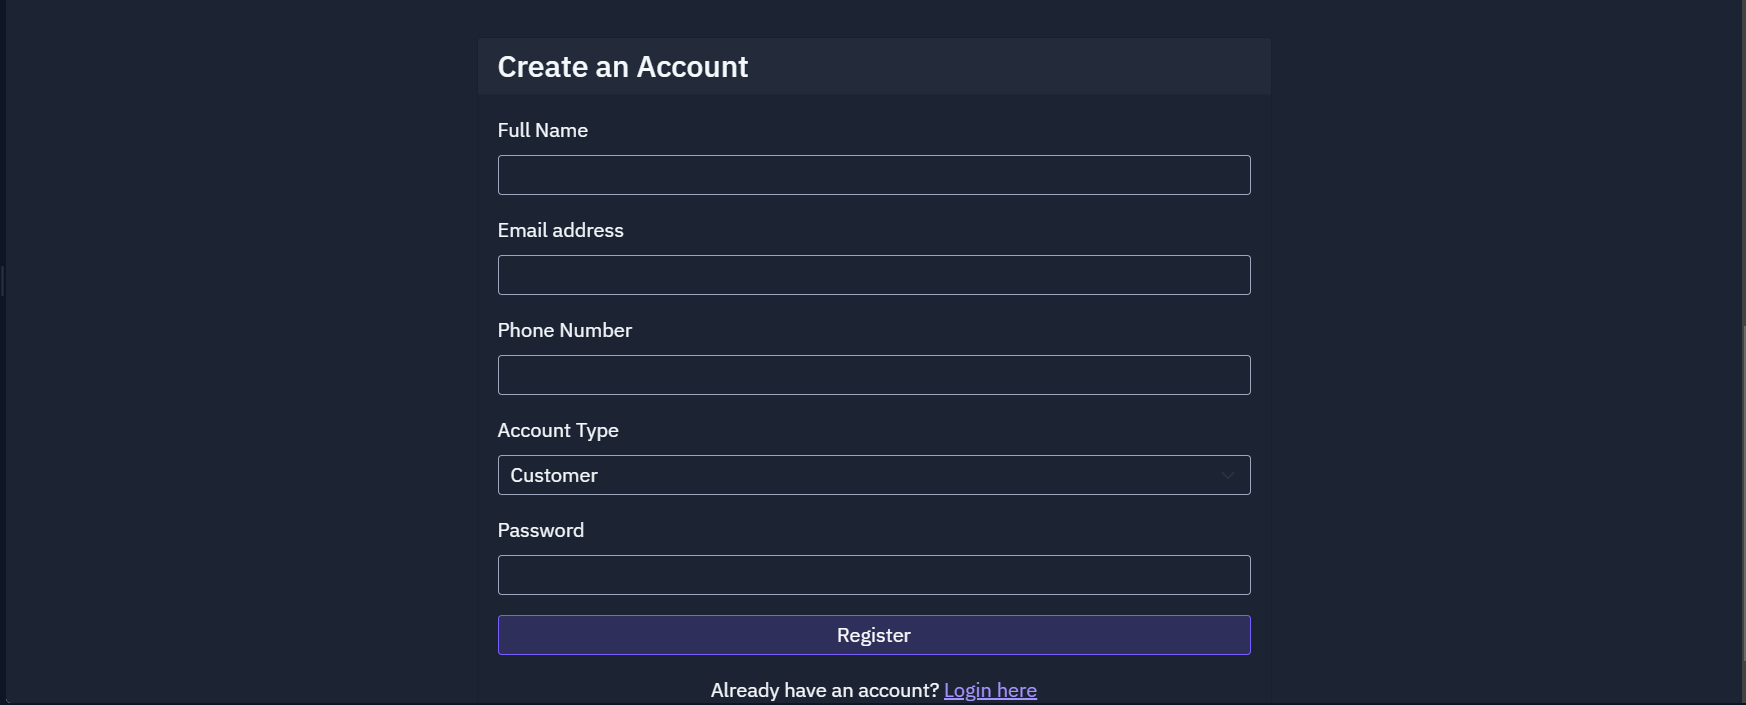 Create an Account
Full Name
Email address
Phone Number
Account Type
Customer
Password
Register
Already have an account? Login here